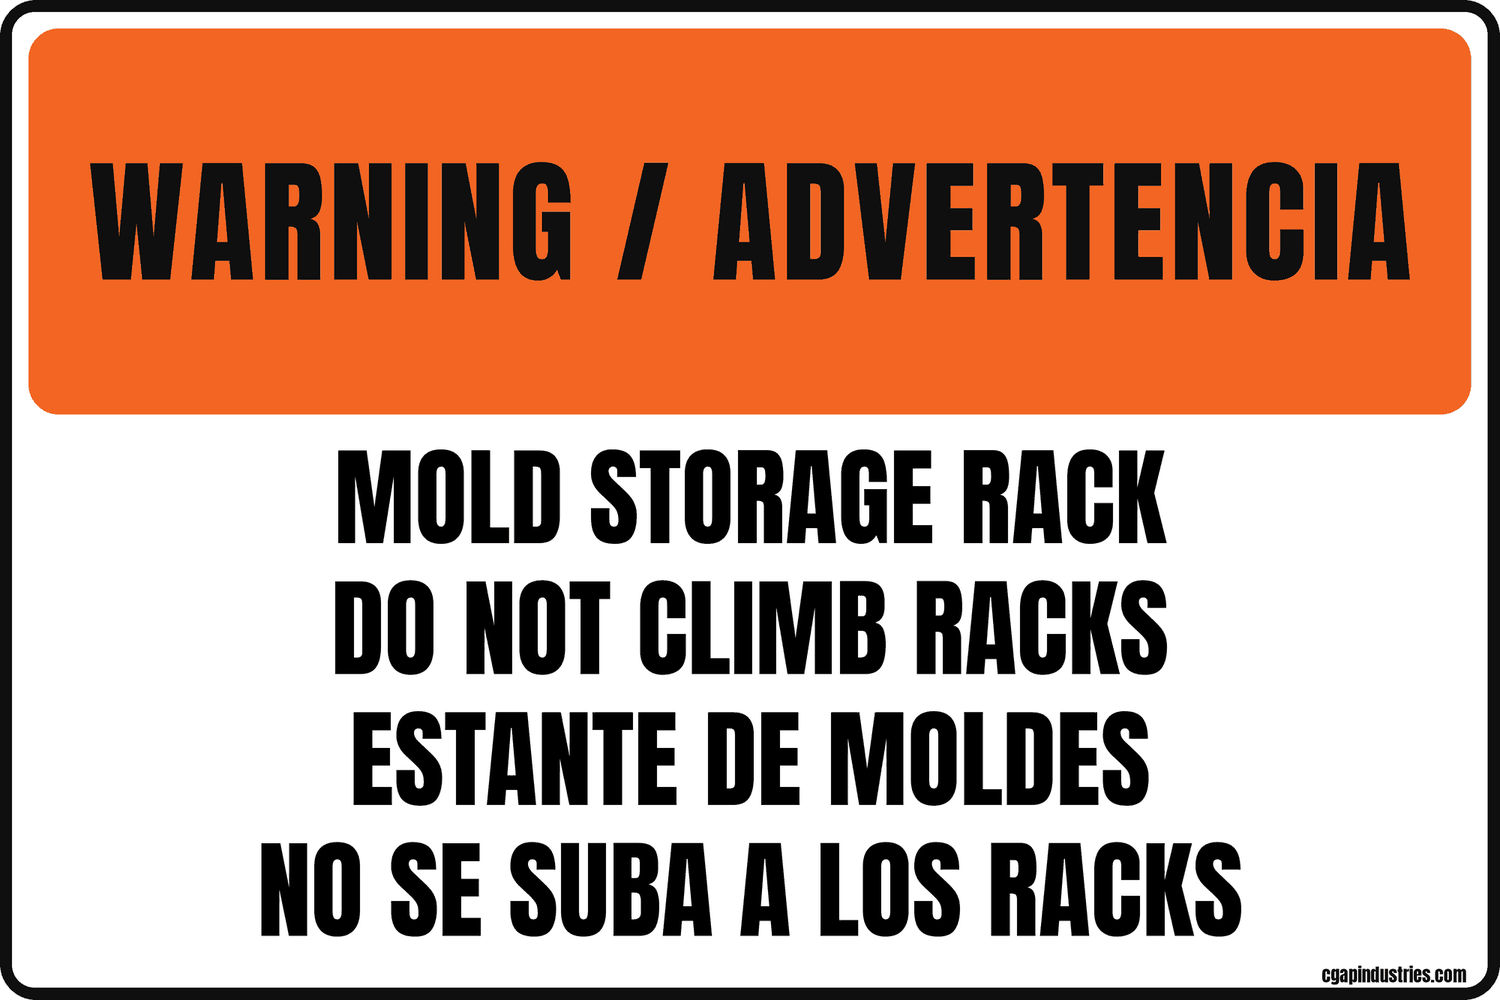 WARNING / ADVERTENCIA
MOLD STORAGE RACK
DO NOT CLIMB RACKS
ESTANTE DE MOLDES
NO SE SUBA A LOS RACKS
cgapindustries.com